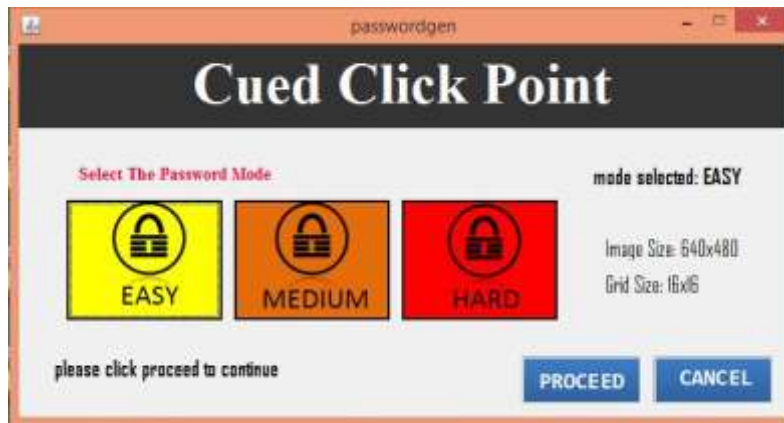 passwordgen
Cued Click Point
Select The Password Mode
mode selected: EASY
EASY
MEDIUM
HARD
Image Size: 640x480
Grid Size: 16x16
please click proceed to continue
PROCEED
CANCEL